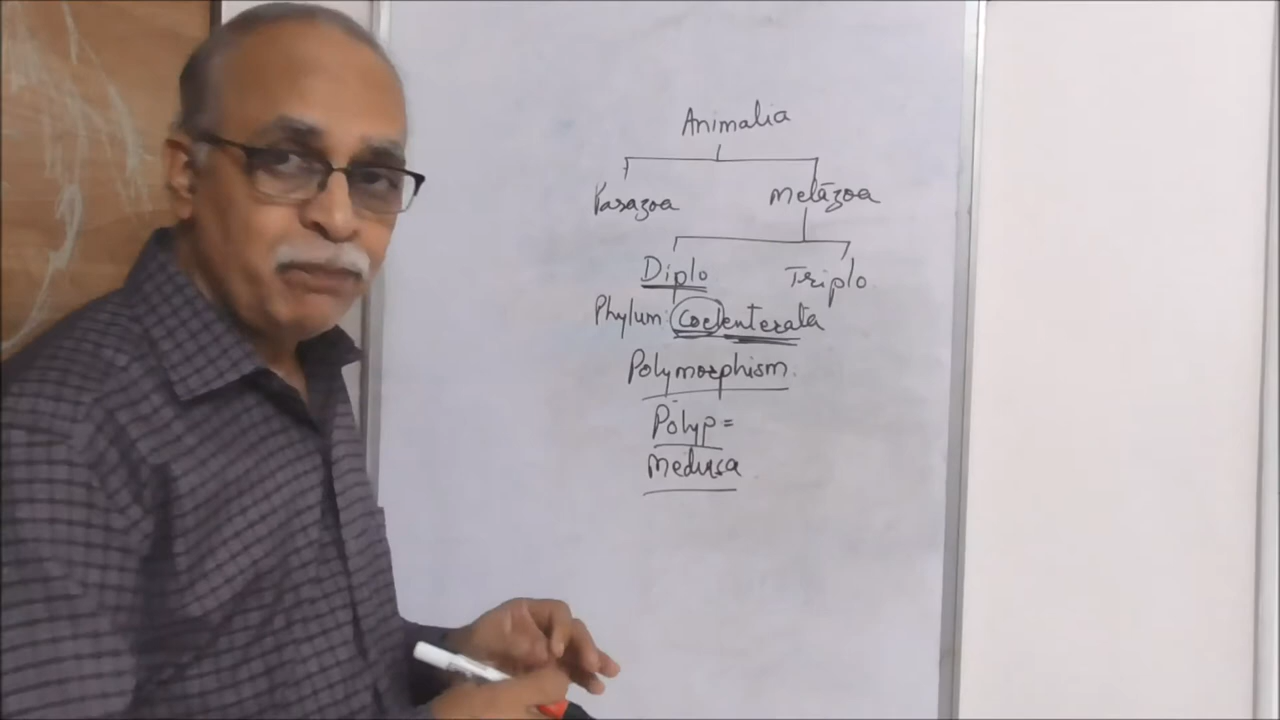 Animalia
Parazoa Metazoa
Diplo Triplo
Phylum: Coelenterata
Polymorphism.
Polyp =
Medusa